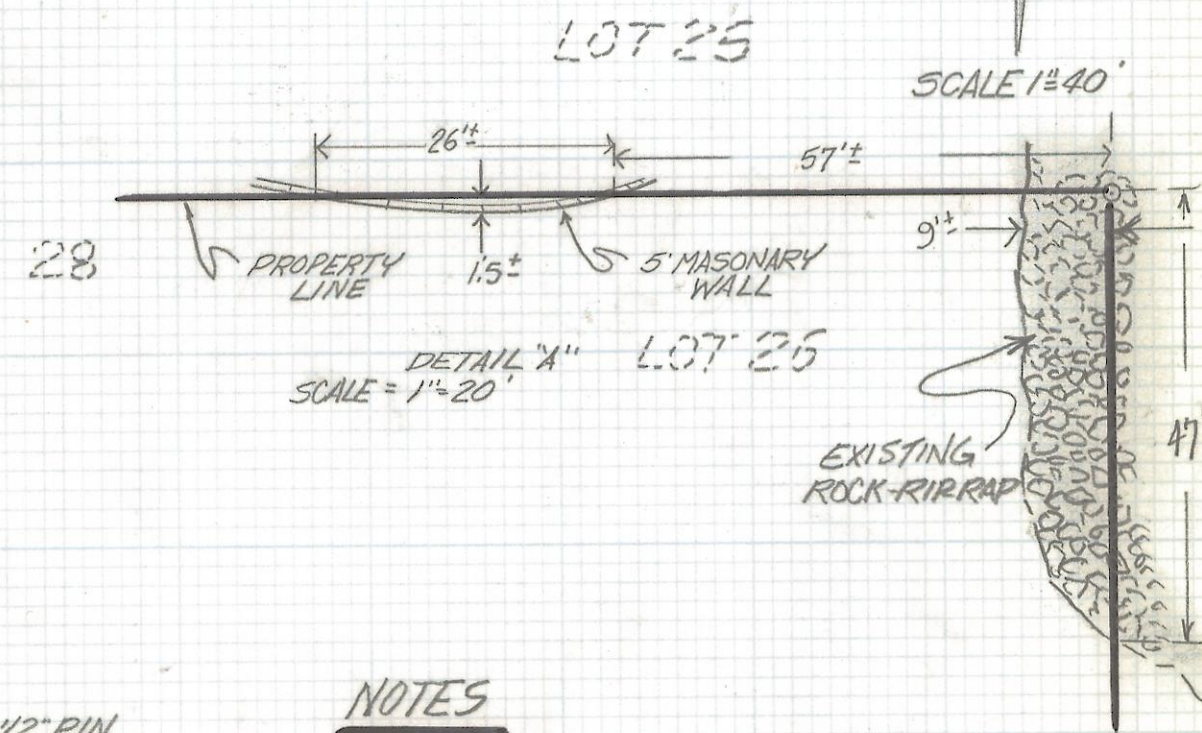 LOT 25
SCALE 1"=40'
26'±
57'±
9'±
28
PROPERTY
LINE
1.5±
5' MASONARY
WALL
DETAIL "A"
SCALE = 1"=20'
LOT 26
EXISTING
ROCK-RIPRAP
47
NOTES
1/2" PIN